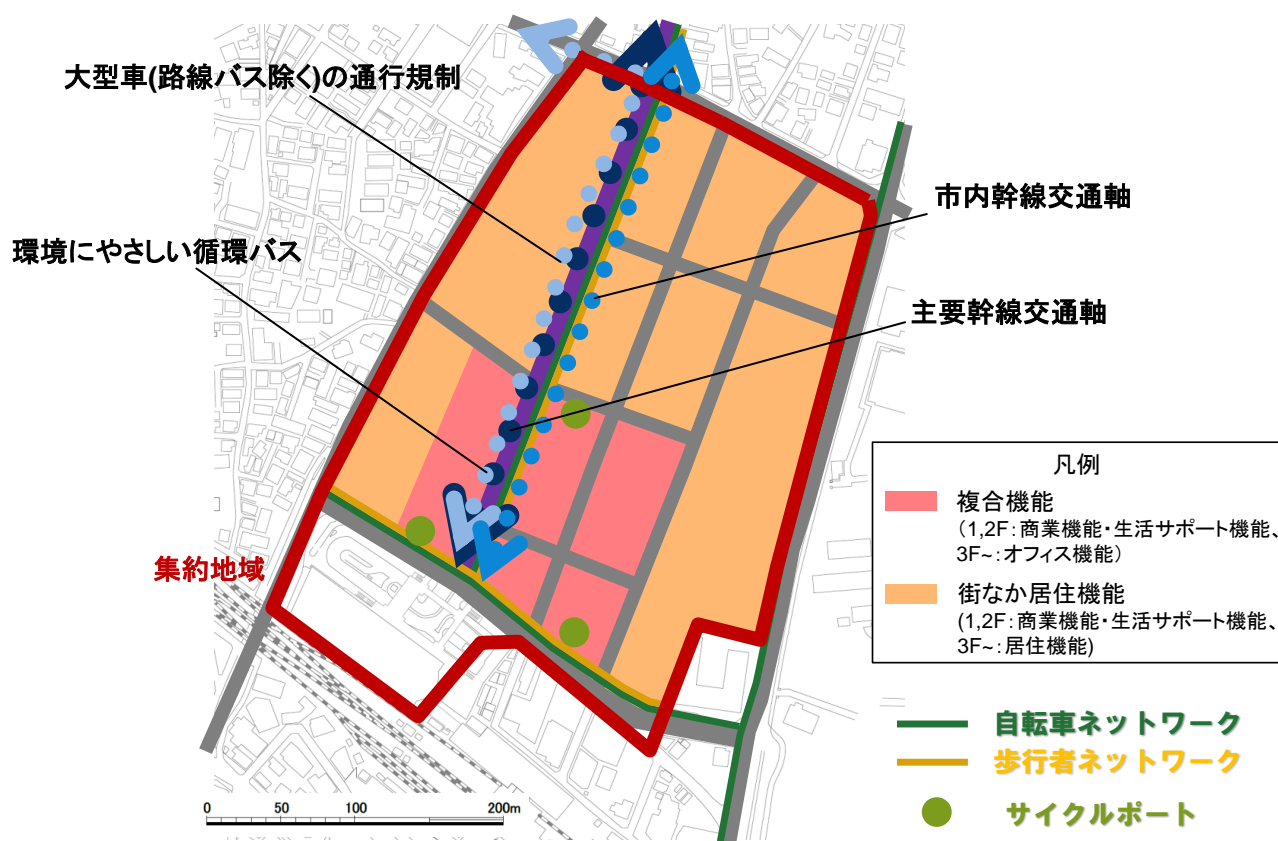 大型車(路線バス除く)の通行規制
市内幹線交通軸
環境にやさしい循環バス
主要幹線交通軸
集約地域
凡例
複合機能
(1,2F:商業機能・生活サポート機能、
3F~:オフィス機能)
街なか居住機能
(1,2F:商業機能・生活サポート機能、
3F~:居住機能)
自転車ネットワーク
歩行者ネットワーク
サイクルポート
0 50 100 200m